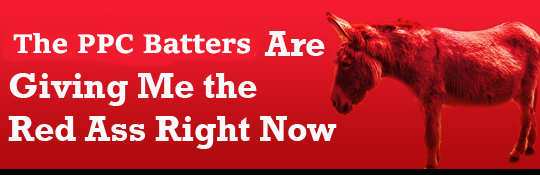 The PPC Batters Are
Giving Me the
Red Ass Right Now